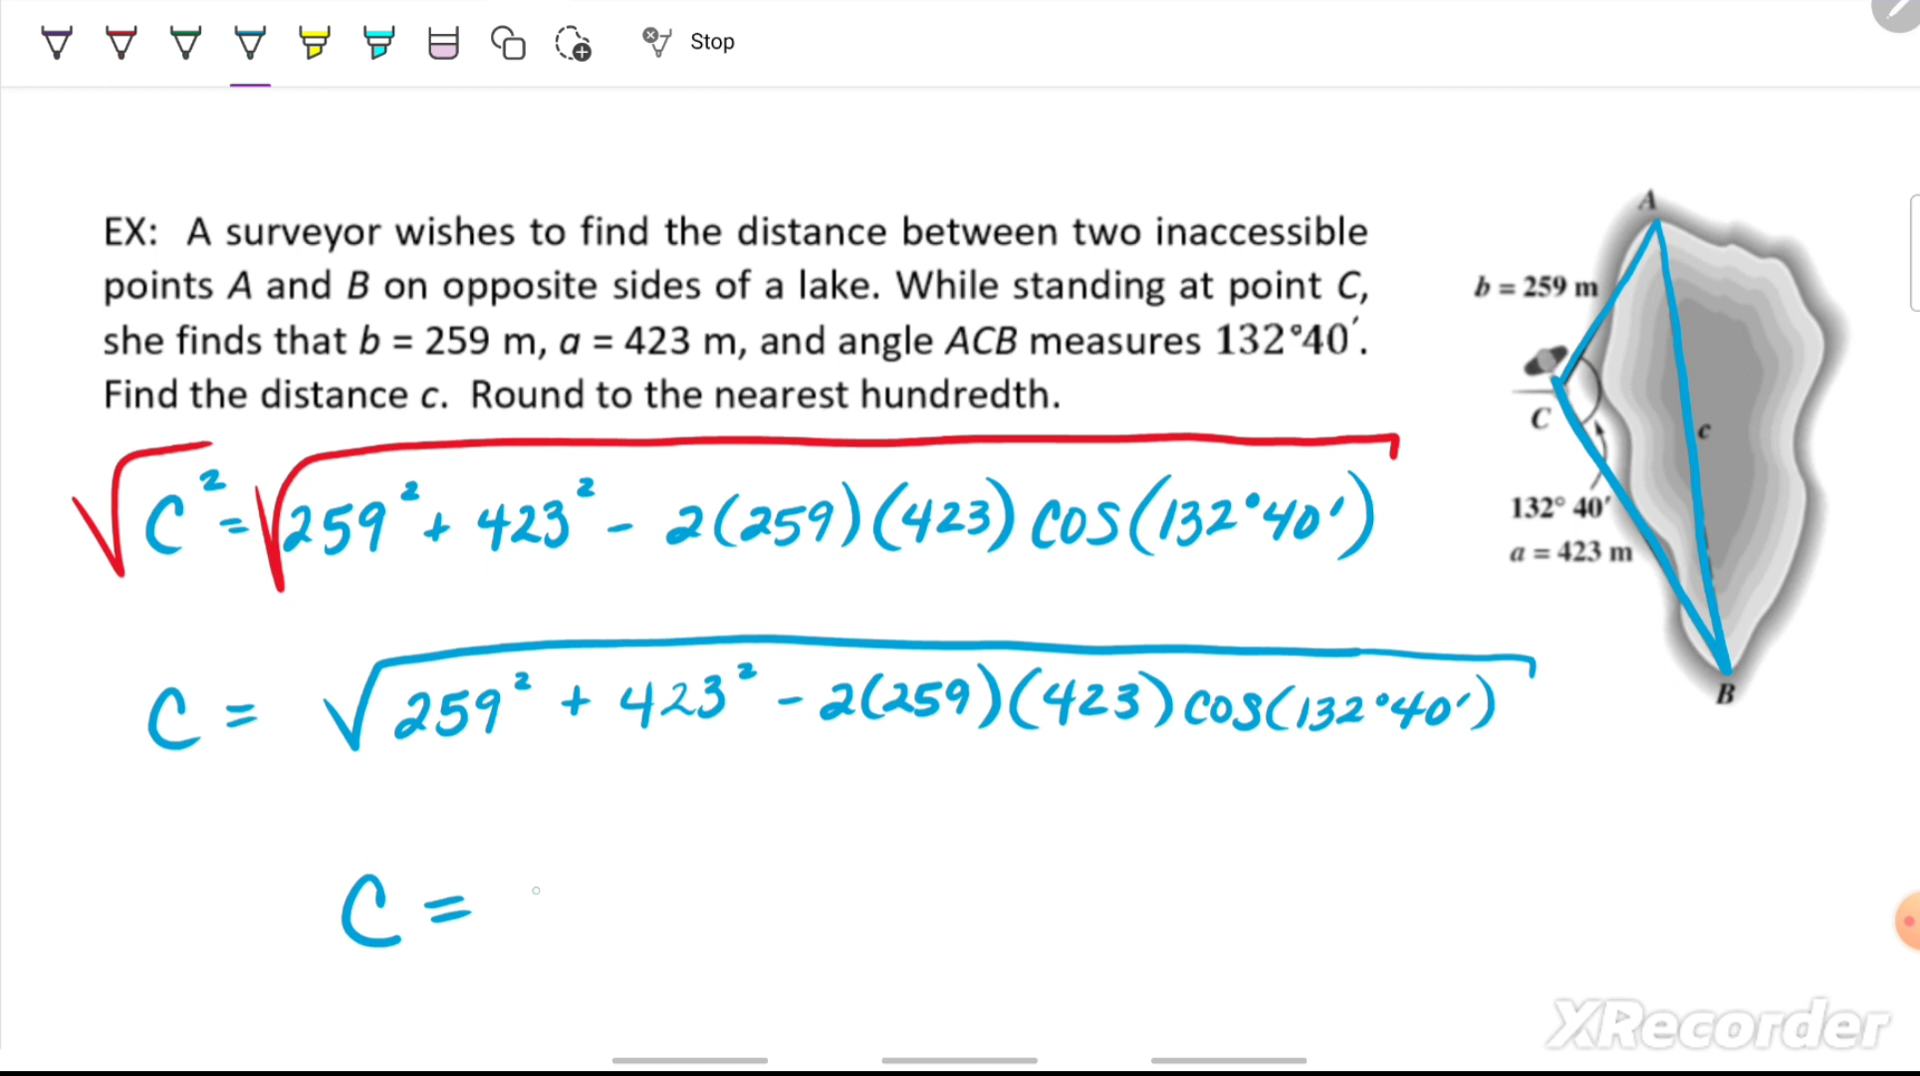 Stop
EX: A surveyor wishes to find the distance between two inaccessible
points A and B on opposite sides of a lake. While standing at point C,
she finds that b = 259 m, a = 423 m, and angle ACB measures 132°40′.
Find the distance c. Round to the nearest hundredth.
A
b = 259 m
C
c
132° 40′
a = 423 m
B
√C² = √259² + 423² - 2(259)(423) cos(132°40')
C = √259² + 423² - 2(259)(423) cos(132°40')
C =
XRecorder